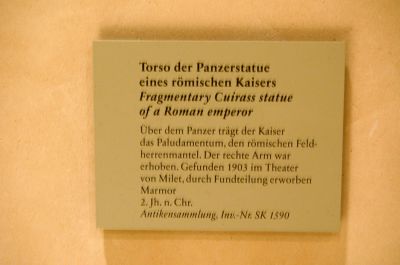 Torso der Panzerstatue
eines römischen Kaisers
Fragmentary Cuirass statue
of a Roman emperor
Über dem Panzer trägt der Kaiser
das Paludamentum, den römischen Feld-
herrenmantel. Der rechte Arm war
erhoben. Gefunden 1903 im Theater
von Milet, durch Fundteilung erworben
Marmor
2. Jh. n. Chr.
Antikensammlung, Inv.-Nr. SK 1590